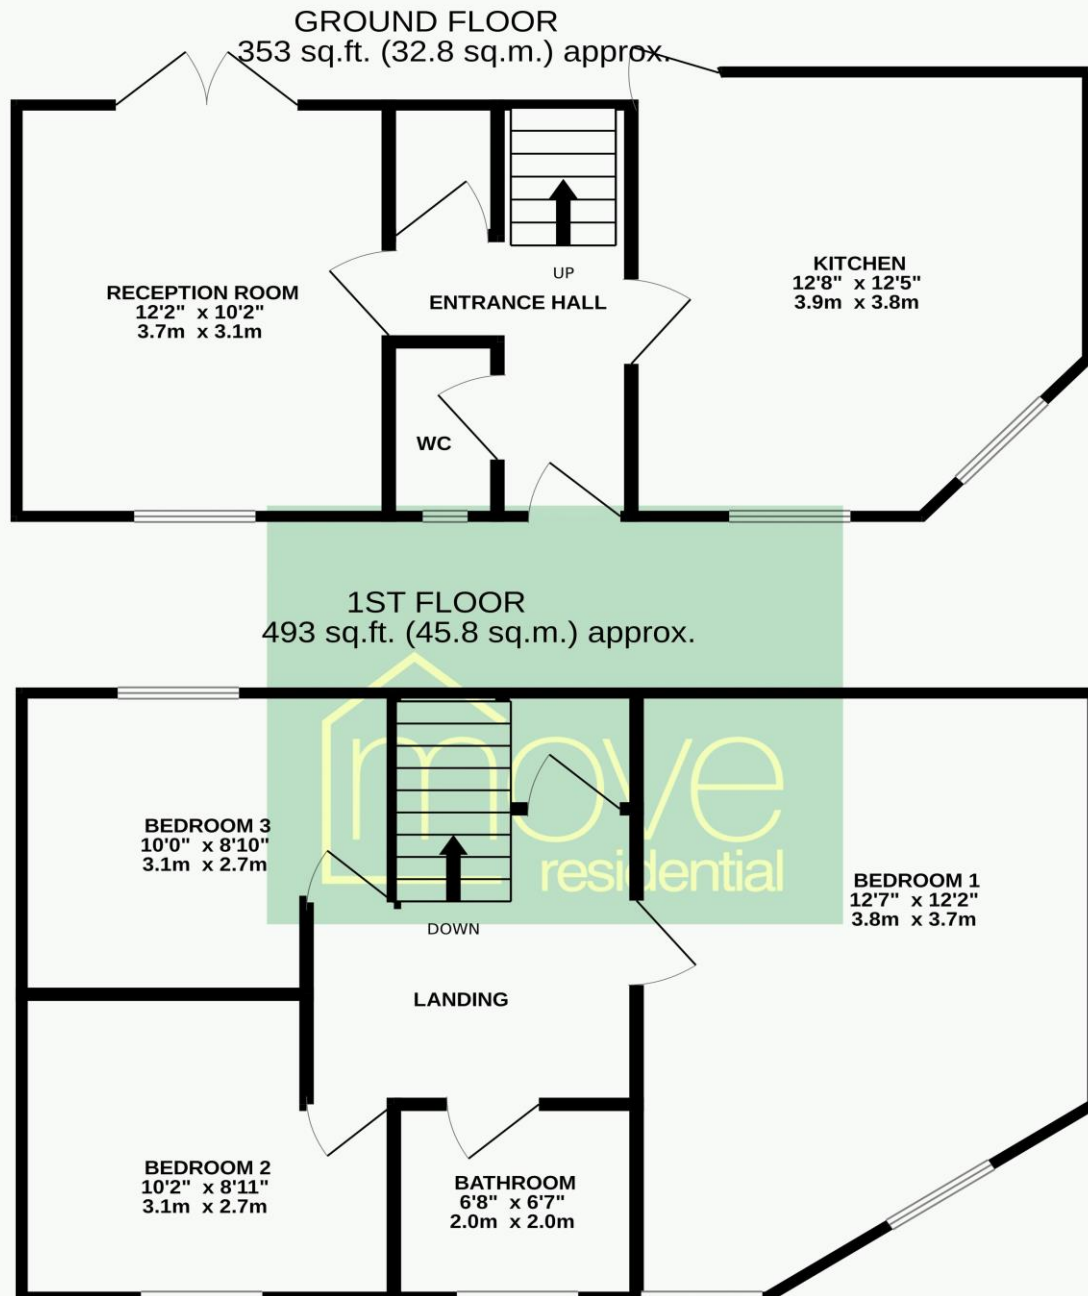 GROUND FLOOR
353 sq.ft. (32.8 sq.m.) approx.
RECEPTION ROOM
12'2" x 10'2"
3.7m x 3.1m
UP
ENTRANCE HALL
KITCHEN
12'8" x 12'5"
3.9m x 3.8m
WC
1ST FLOOR
493 sq.ft. (45.8 sq.m.) approx.
move
residential
BEDROOM 3
10'0" x 8'10"
3.1m x 2.7m
DOWN
BEDROOM 1
12'7" x 12'2"
3.8m x 3.7m
LANDING
BEDROOM 2
10'2" x 8'11"
3.1m x 2.7m
BATHROOM
6'8" x 6'7"
2.0m x 2.0m